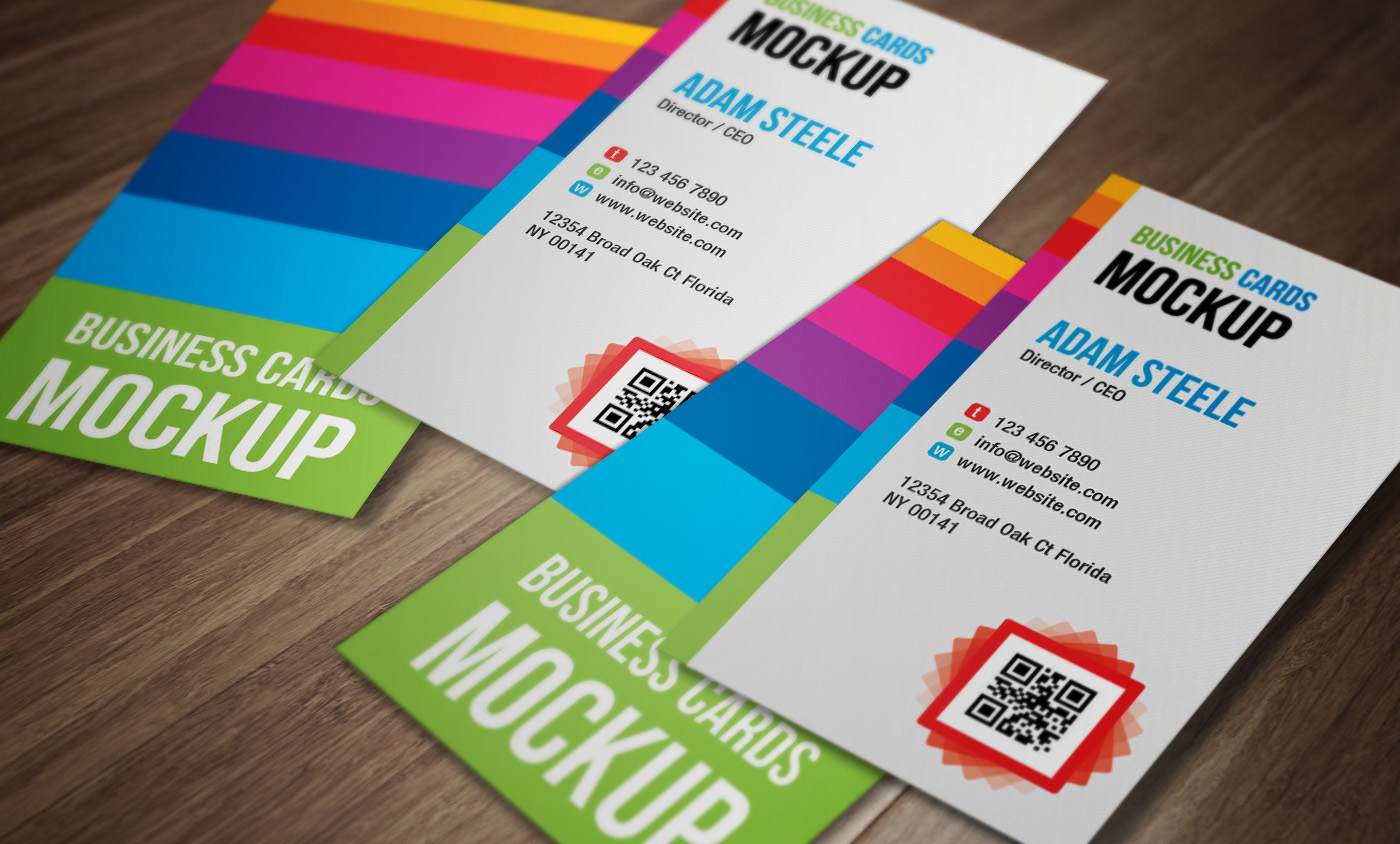 BUSINESS CARDS
MOCKUP
BUSINESS CARDS
MOCKUP
ADAM STEELE
Director / CEO
t 123 456 7890
e info@website.com
w www.website.com
12354 Broad Oak Ct Florida
NY 00141
BUSINESS CARDS
MOCKUP
BUSINESS CARDS
MOCKUP
ADAM STEELE
Director / CEO
t 123 456 7890
e info@website.com
w www.website.com
12354 Broad Oak Ct Florida
NY 00141